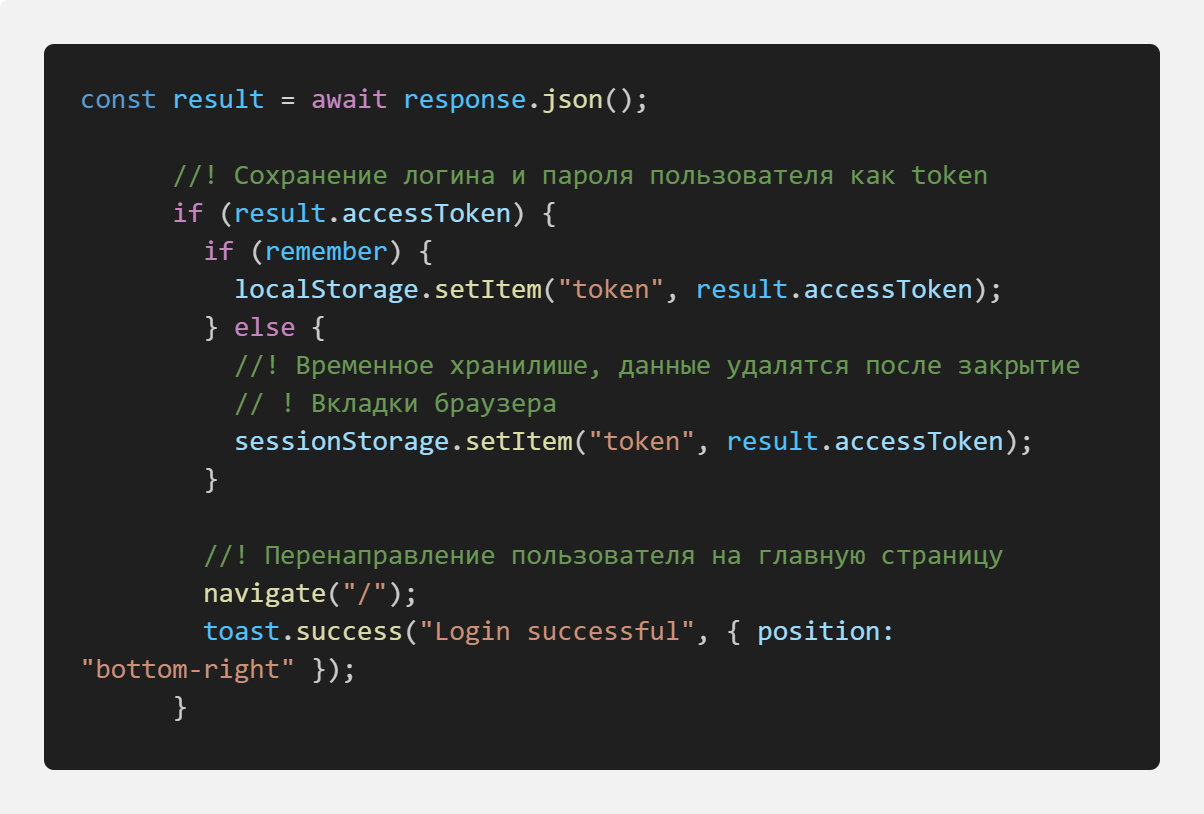 const result = await response.json();
//! Сохранение логина и пароля пользователя как token
if (result.accessToken) {
if (remember) {
localStorage.setItem("token", result.accessToken);
} else {
//! Временное хранилише, данные удалятся после закрытие
// ! Вкладки браузера
sessionStorage.setItem("token", result.accessToken);
}
//! Перенаправление пользователя на главную страницу
navigate("/");
toast.success("Login successful", { position:
"bottom-right" });
}